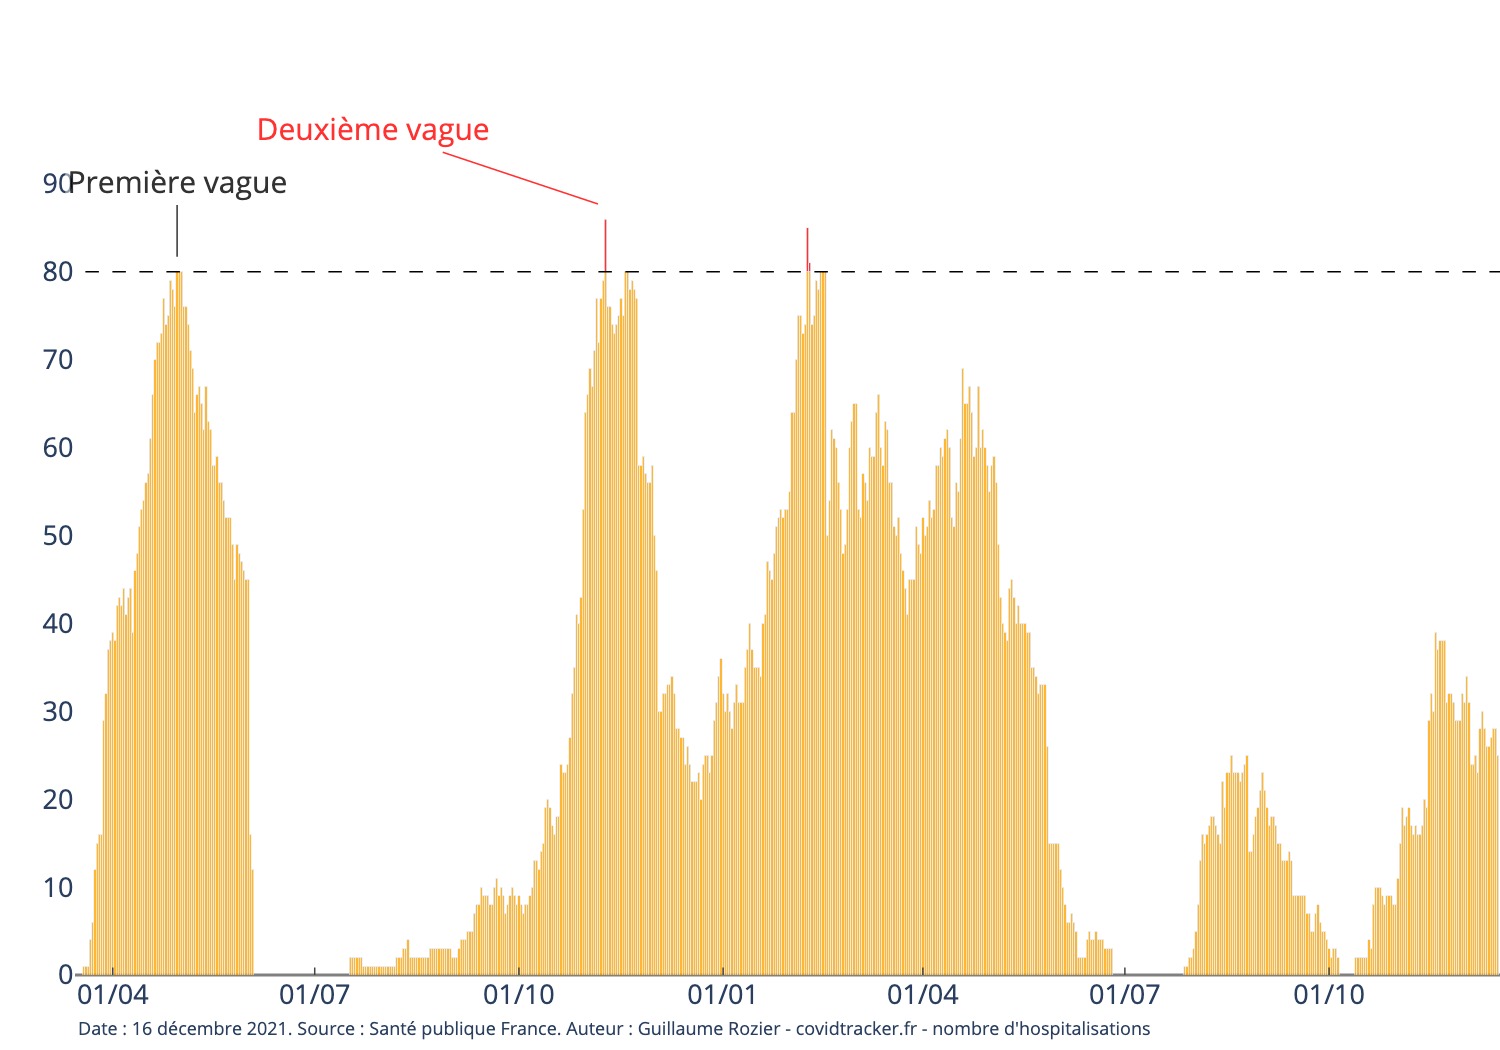 Deuxième vague
90
Première vague
80
70
60
50
40
30
20
10
0
01/04 01/07 01/10 01/01 01/04 01/07 01/10
Date : 16 décembre 2021. Source : Santé publique France. Auteur : Guillaume Rozier - covidtracker.fr - nombre d'hospitalisations